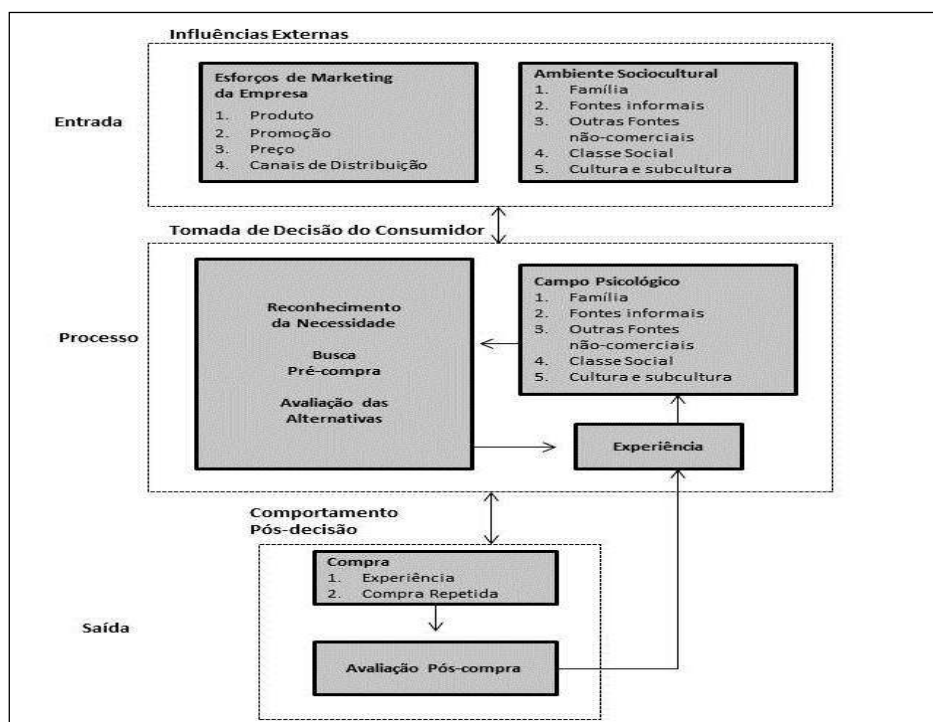 Influências Externas
Entrada
Esforços de Marketing
da Empresa
1. Produto
2. Promoção
3. Preço
4. Canais de Distribuição
Ambiente Sociocultural
1. Família
2. Fontes informais
3. Outras Fontes
não-comerciais
4. Classe Social
5. Cultura e subcultura
Tomada de Decisão do Consumidor
Processo
Reconhecimento
da Necessidade
Busca
Pré-compra
Avaliação das
Alternativas
Campo Psicológico
1. Família
2. Fontes informais
3. Outras Fontes
não-comerciais
4. Classe Social
5. Cultura e subcultura
Experiência
Comportamento
Pós-decisão
Saída
Compra
1. Experiência
2. Compra Repetida
Avaliação Pós-compra